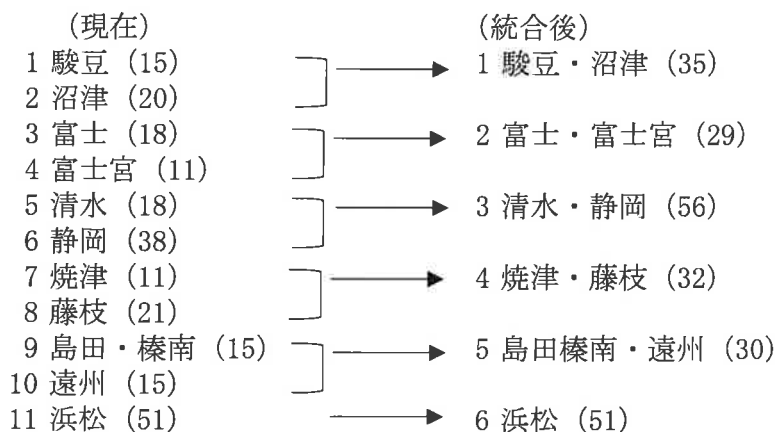 （現在） （統合後）
1 駿豆（15） 1 駿豆・沼津（35）
2 沼津（20）
3 富士（18） 2 富士・富士宮（29）
4 富士宮（11）
5 清水（18） 3 清水・静岡（56）
6 静岡（38）
7 焼津（11） 4 焼津・藤枝（32）
8 藤枝（21）
9 島田・榛南（15） 5 島田榛南・遠州（30）
10 遠州（15）
11 浜松（51） 6 浜松（51）